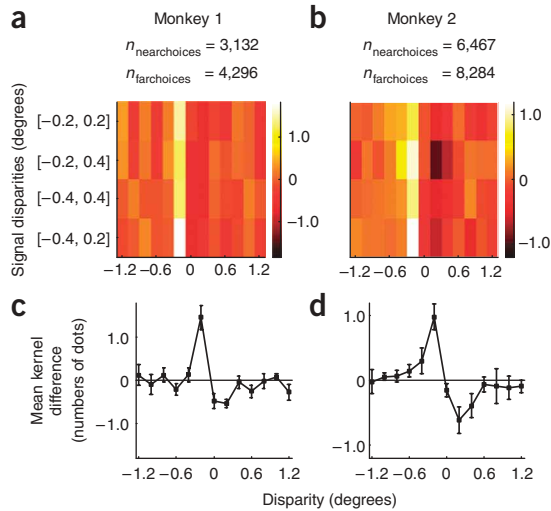 a
Monkey 1
n nearchoices = 3,132
n farchoices = 4,296
b
Monkey 2
n nearchoices = 6,467
n farchoices = 8,284
Signal disparities (degrees)
[−0.2, 0.2]
[−0.2, 0.4]
[−0.4, 0.4]
[−0.4, 0.2]
1.0
0
−1.0
1.0
0
−1.0
−1.2 −0.6 0 0.6 1.2
−1.2 −0.6 0 0.6 1.2
c
d
Mean kernel
difference
(numbers of dots)
1.0
0
−1.0
1.0
0
−1.0
−1.2 −0.6 0 0.6 1.2
−1.2 −0.6 0 0.6 1.2
Disparity (degrees)